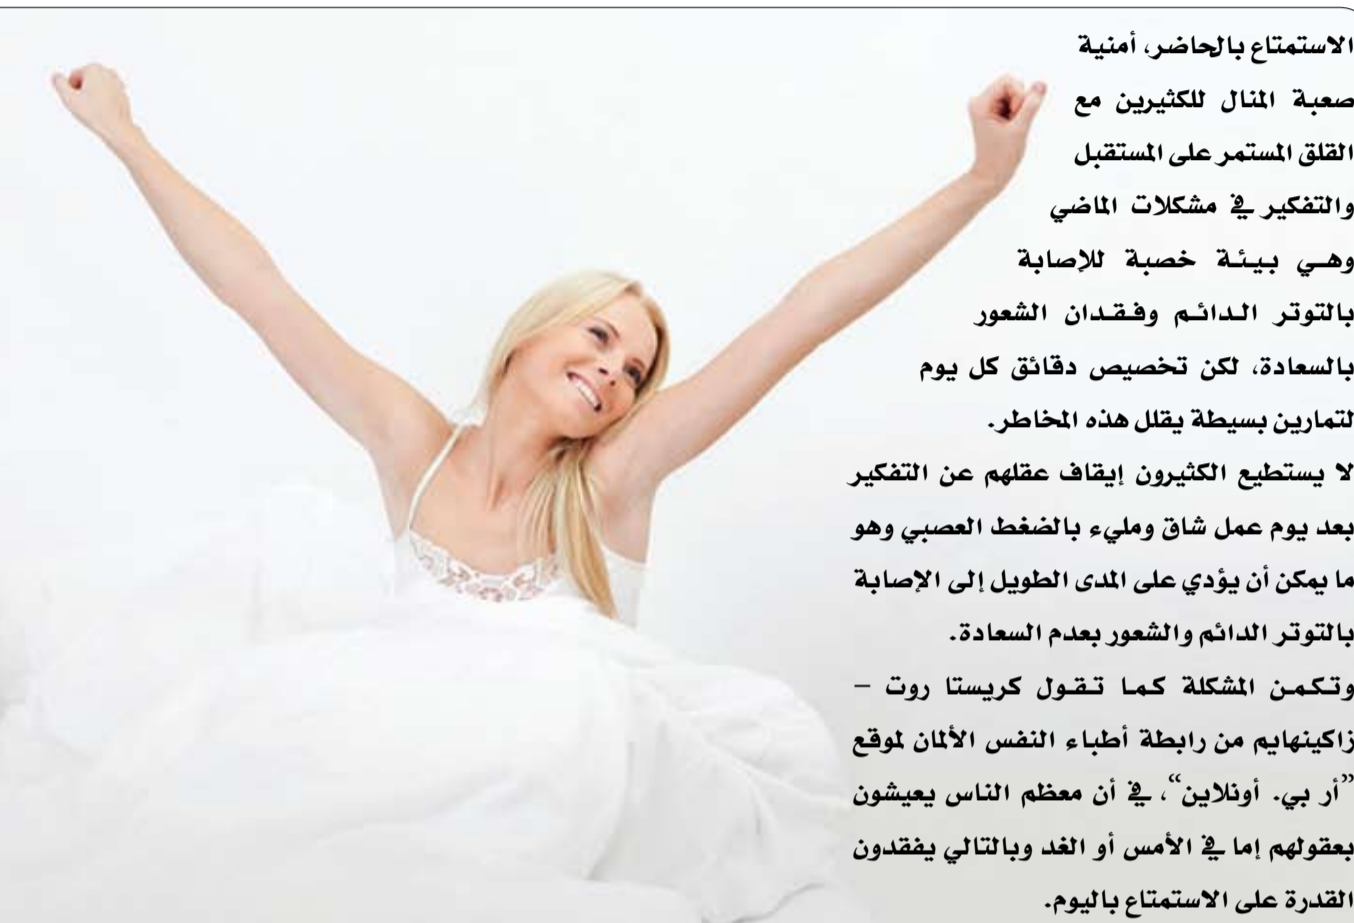 الاستمتاع بالحاضر، أمنية
صعبة المنال للكثيرين مع
القلق المستمر على المستقبل
والتفكير في مشكلات الماضي
وهي بيئة خصبة للإصابة
بالتوتر الدائم وفقدان الشعور
بالسعادة، لكن تخصيص دقائق كل يوم
لتمارين بسيطة يقلل هذه المخاطر.
لا يستطيع الكثيرون إيقاف عقلهم عن التفكير
بعد يوم عمل شاق ومليء بالضغط العصبي وهو
ما يمكن أن يؤدي على المدى الطويل إلى الإصابة
بالتوتر الدائم والشعور بعدم السعادة.
وتكمن المشكلة كما تقول كريستا روت –
زاكينهايم من رابطة أطباء النفس الألمان لموقع
”أر بي. أونلاين“، في أن معظم الناس يعيشون
بعقولهم إما في الأمس أو الغد وبالتالي يفقدون
القدرة على الاستمتاع باليوم.